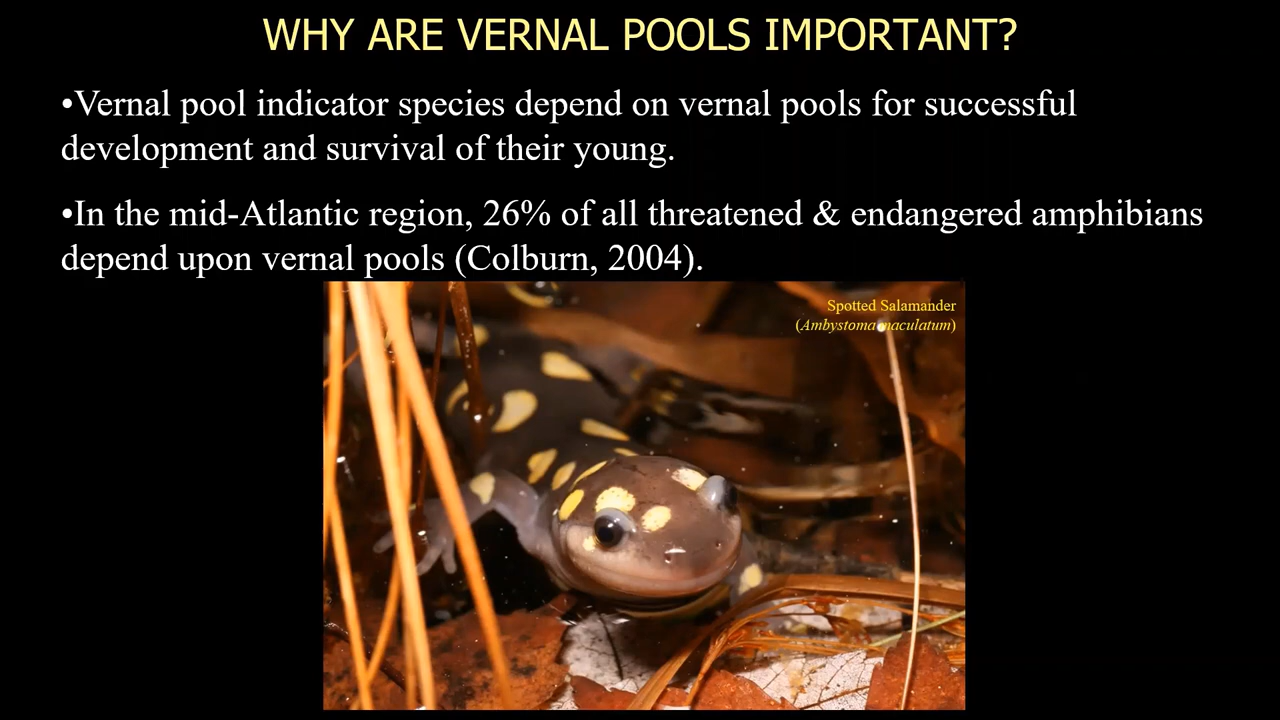 WHY ARE VERNAL POOLS IMPORTANT?
•Vernal pool indicator species depend on vernal pools for successful
development and survival of their young.
•In the mid-Atlantic region, 26% of all threatened & endangered amphibians
depend upon vernal pools (Colburn, 2004).
Spotted Salamander
(Ambystoma maculatum)